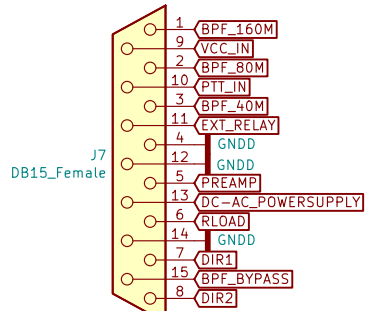 1 BPF_160M
9 VCC_IN
2 BPF_80M
10 PTT_IN
3 BPF_40M
11 EXT_RELAY
4 GNDD
J7
12 GNDD
DB15_Female
5 PREAMP
13 DC-AC_POWERSUPPLY
6 RLOAD
14 GNDD
7 DIR1
15 BPF_BYPASS
8 DIR2